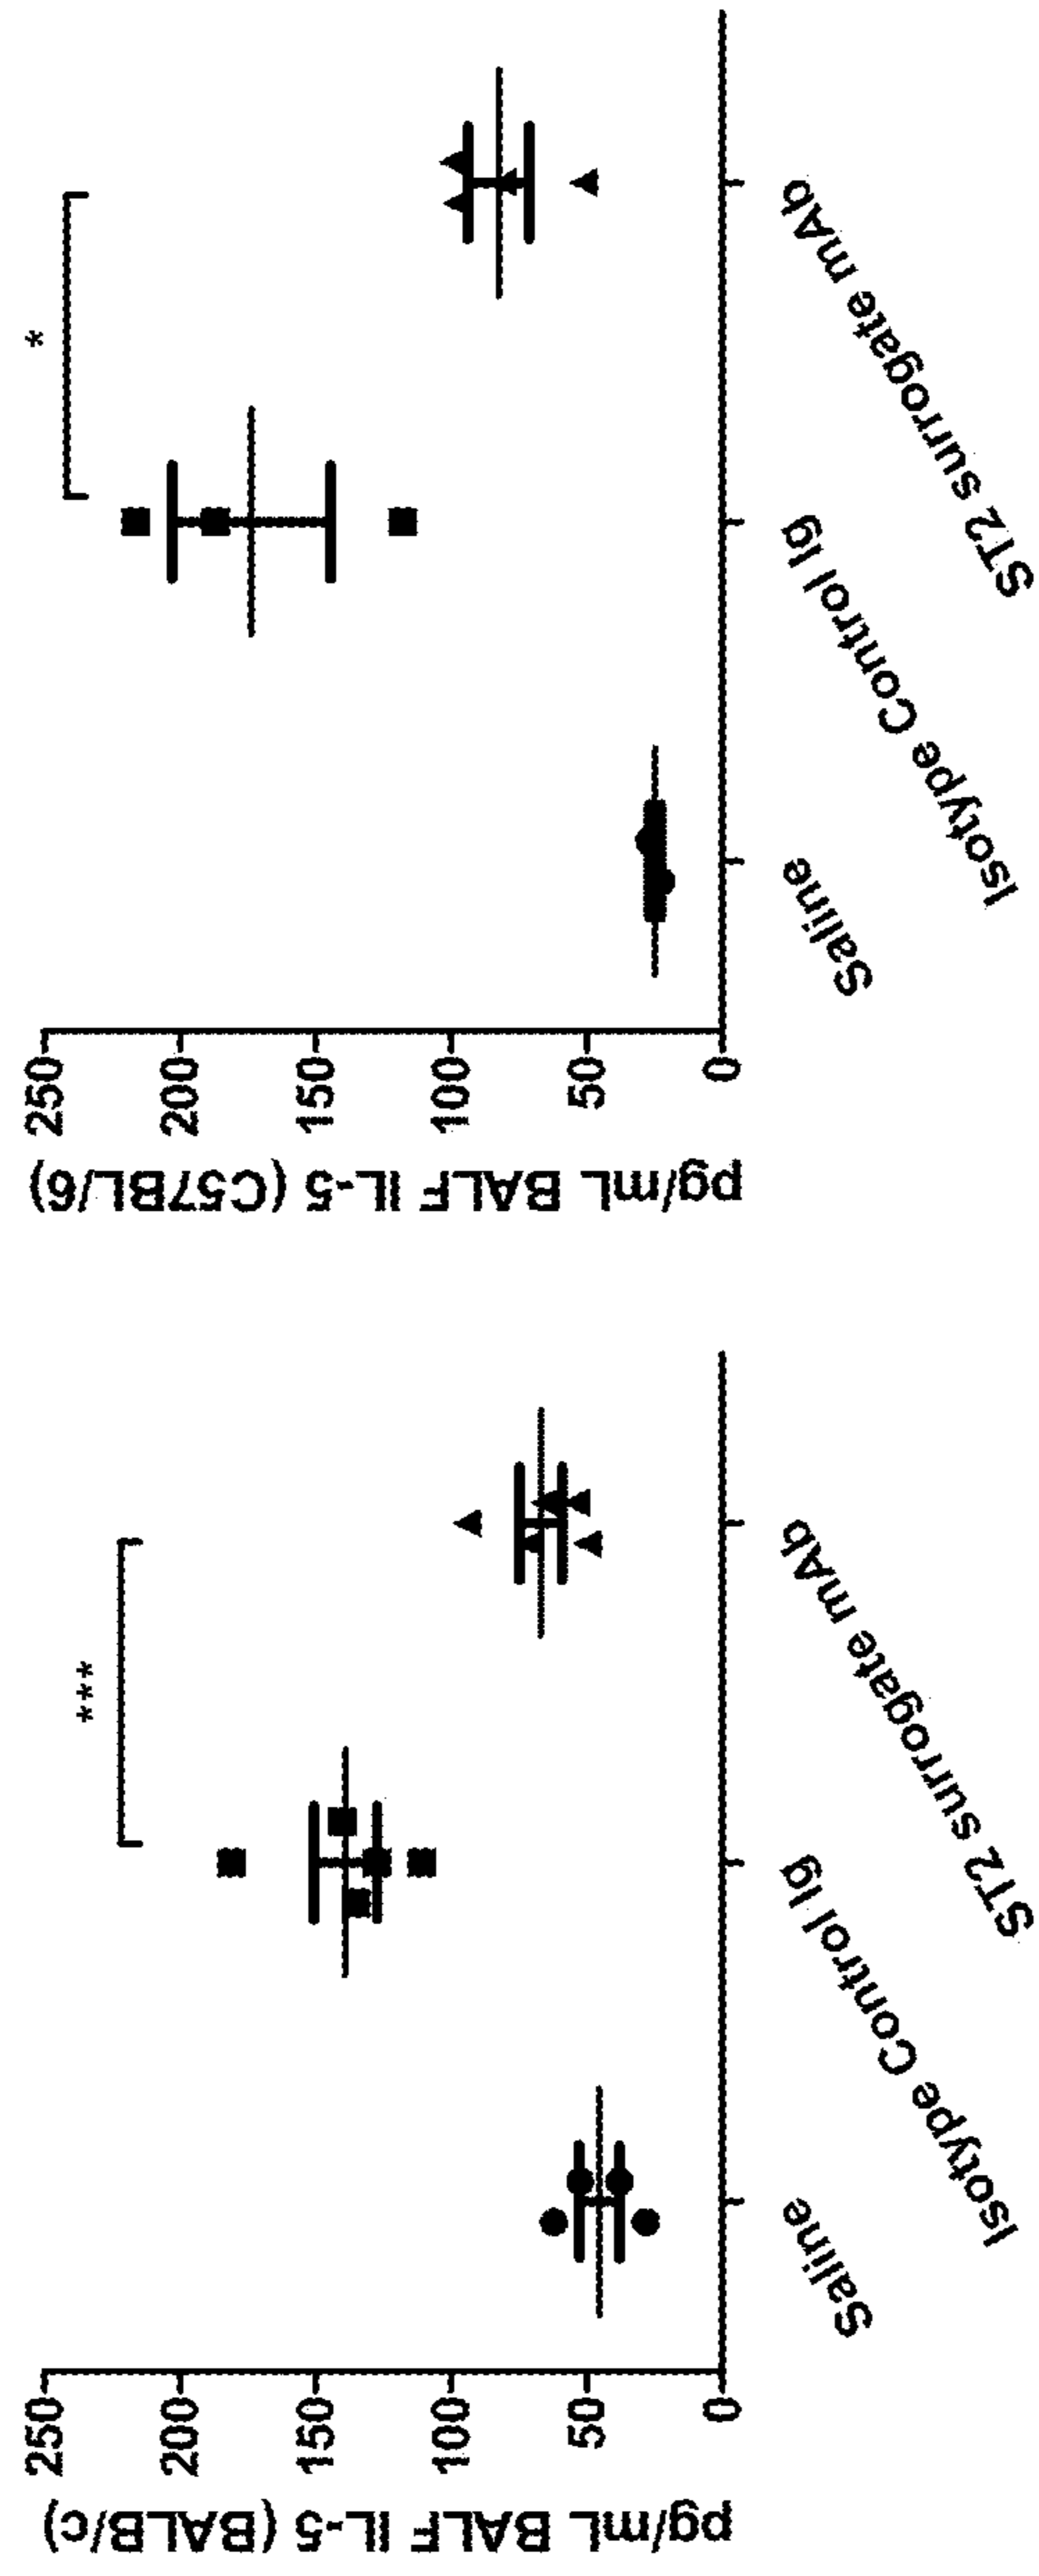 pg/mL BALF IL-5 (BALB/c)
250
200
150
100
50
0
***
Saline
Isotype Control Ig
ST2 surrogate mAb
pg/mL BALF IL-5 (C57BL/6)
250
200
150
100
50
0
*
Saline
Isotype Control Ig
ST2 surrogate mAb